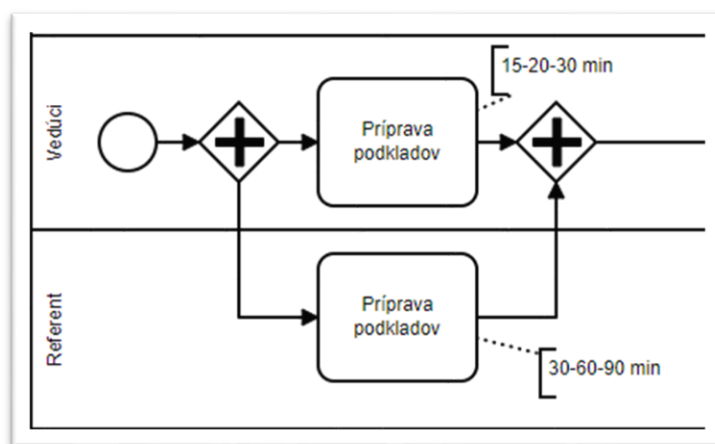 Vedúci
Príprava
podkladov
15-20-30 min
Referent
Príprava
podkladov
30-60-90 min